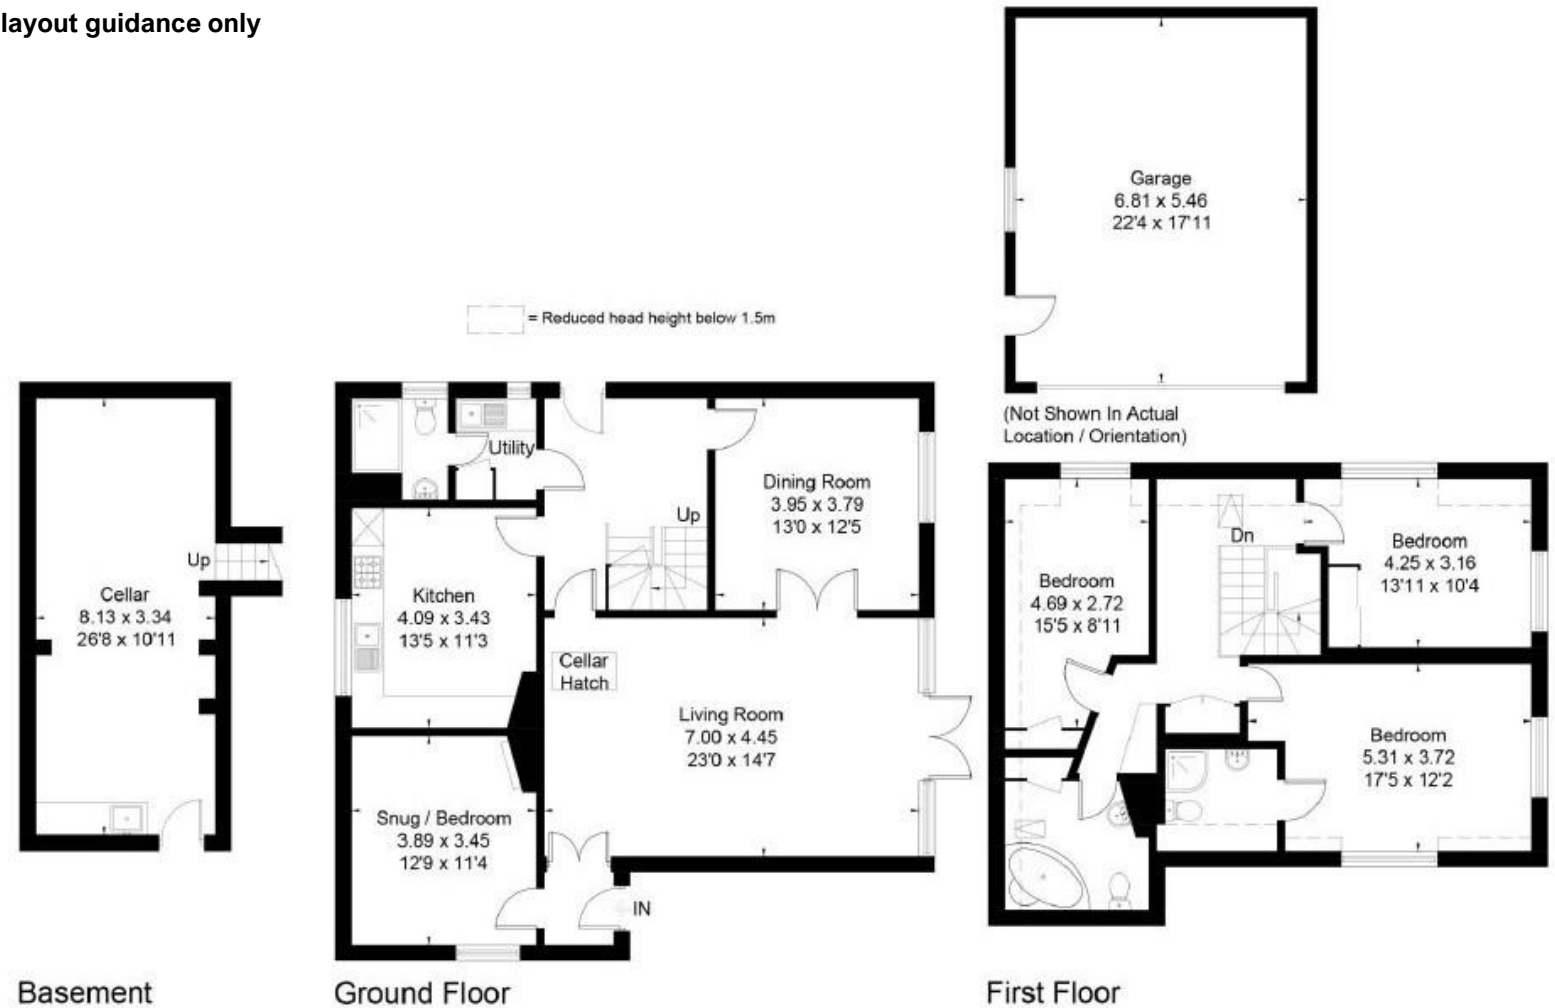 layout guidance only
Garage
6.81 x 5.46
22'4 x 17'11
= Reduced head height below 1.5m
(Not Shown In Actual
Location / Orientation)
Up
Cellar
8.13 x 3.34
26'8 x 10'11
Basement
Utility
Up
Dining Room
3.95 x 3.79
13'0 x 12'5
Kitchen
4.09 x 3.43
13'5 x 11'3
Cellar
Hatch
Living Room
7.00 x 4.45
23'0 x 14'7
Snug / Bedroom
3.89 x 3.45
12'9 x 11'4
IN
Ground Floor
Dn
Bedroom
4.25 x 3.16
13'11 x 10'4
Bedroom
4.69 x 2.72
15'5 x 8'11
Bedroom
5.31 x 3.72
17'5 x 12'2
First Floor